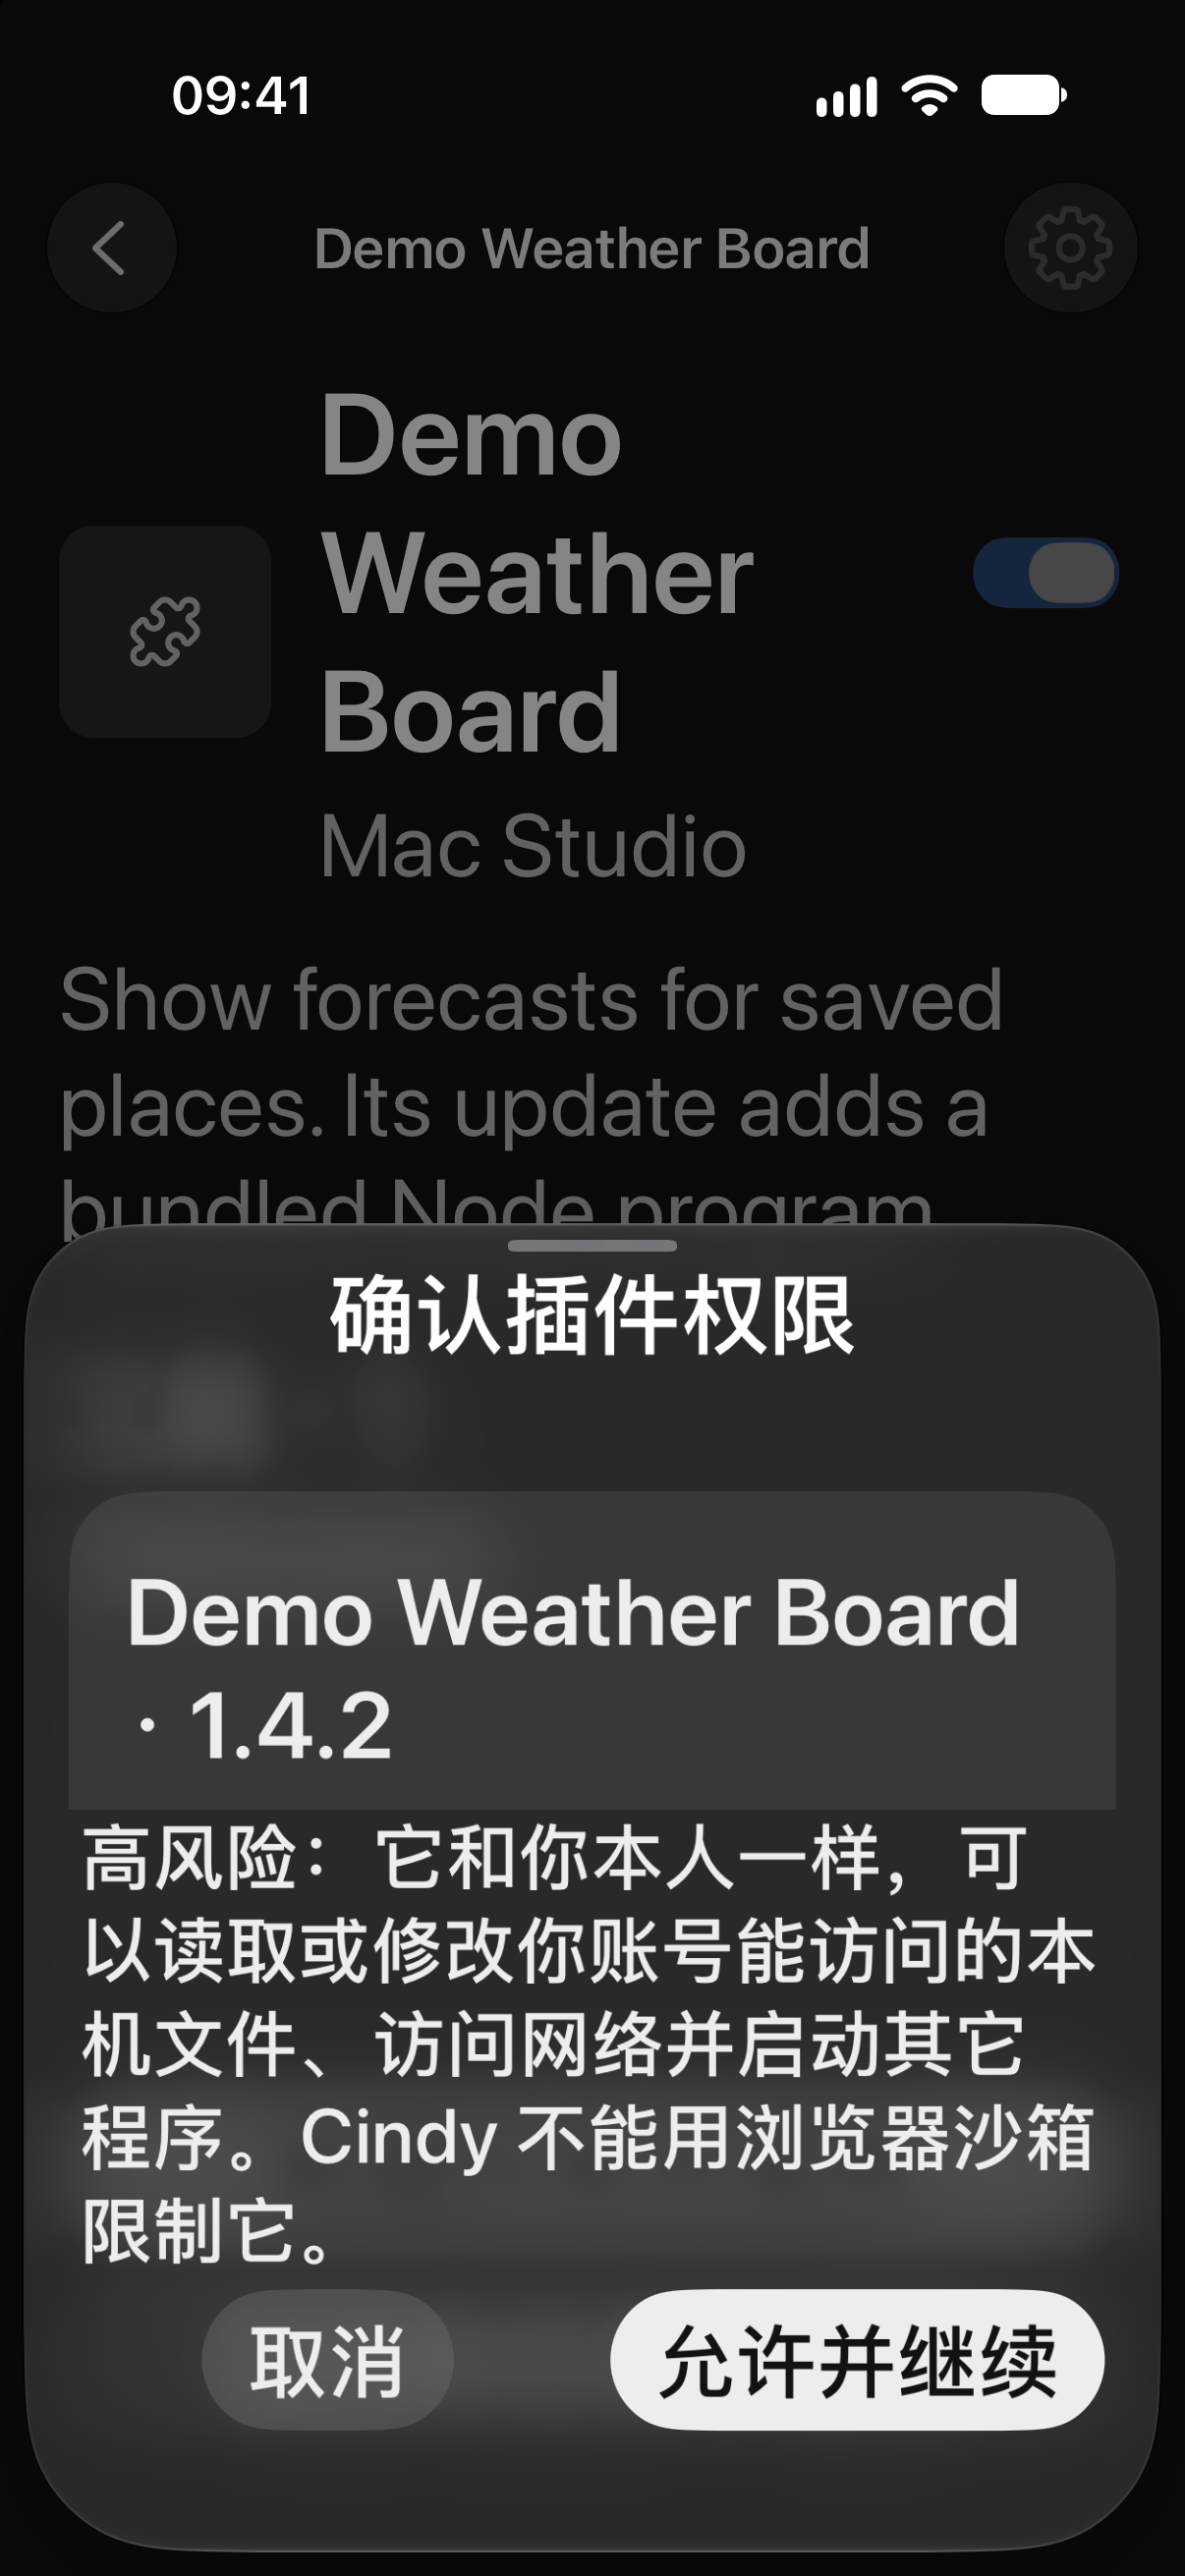 09:41
Demo Weather Board
Demo
Weather
Board
Mac Studio
Show forecasts for saved
places. Its update adds a
bundled Node program
确认插件权限
Demo Weather Board
· 1.4.2
高风险：它和你本人一样，可
以读取或修改你账号能访问的本
机文件、访问网络并启动其它
程序。Cindy 不能用浏览器沙箱
限制它。
取消
允许并继续